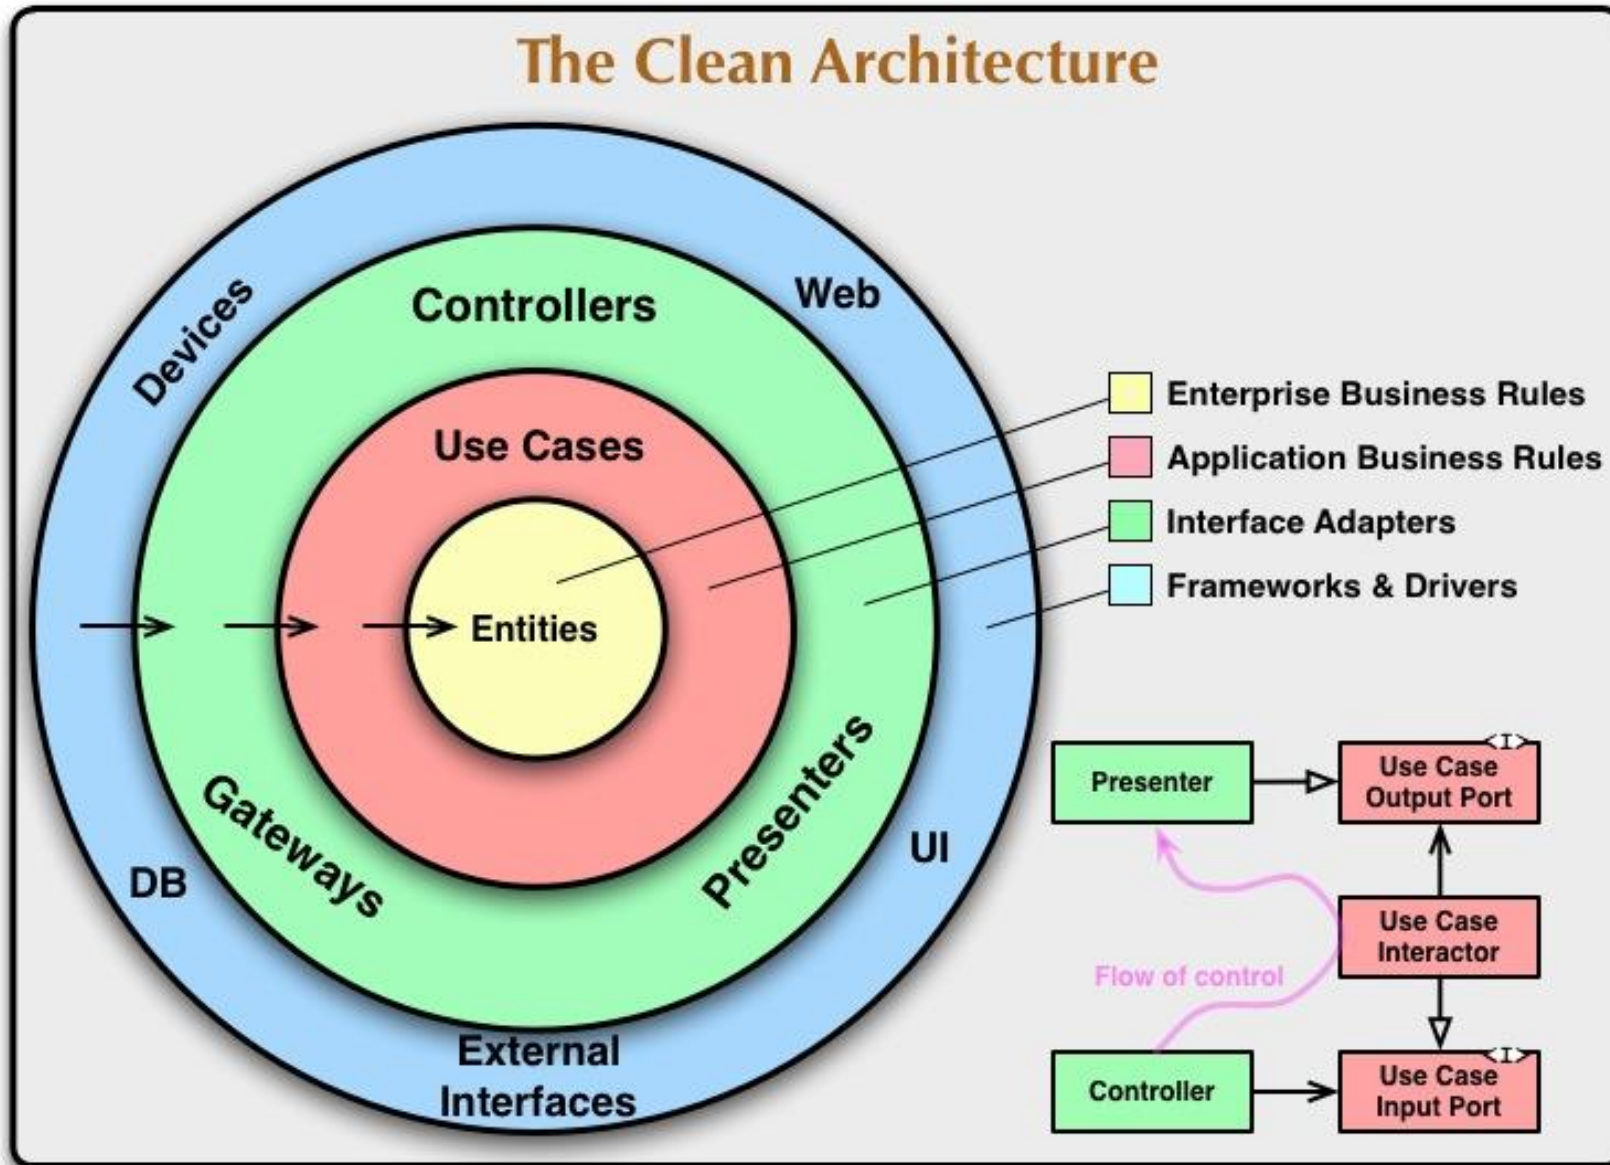 The Clean Architecture
Devices
Web
Controllers
Use Cases
Entities
Gateways
Presenters
DB
UI
External
Interfaces
Enterprise Business Rules
Application Business Rules
Interface Adapters
Frameworks & Drivers
Presenter
<I>
Use Case
Output Port
Use Case
Interactor
Flow of control
Controller
<I>
Use Case
Input Port